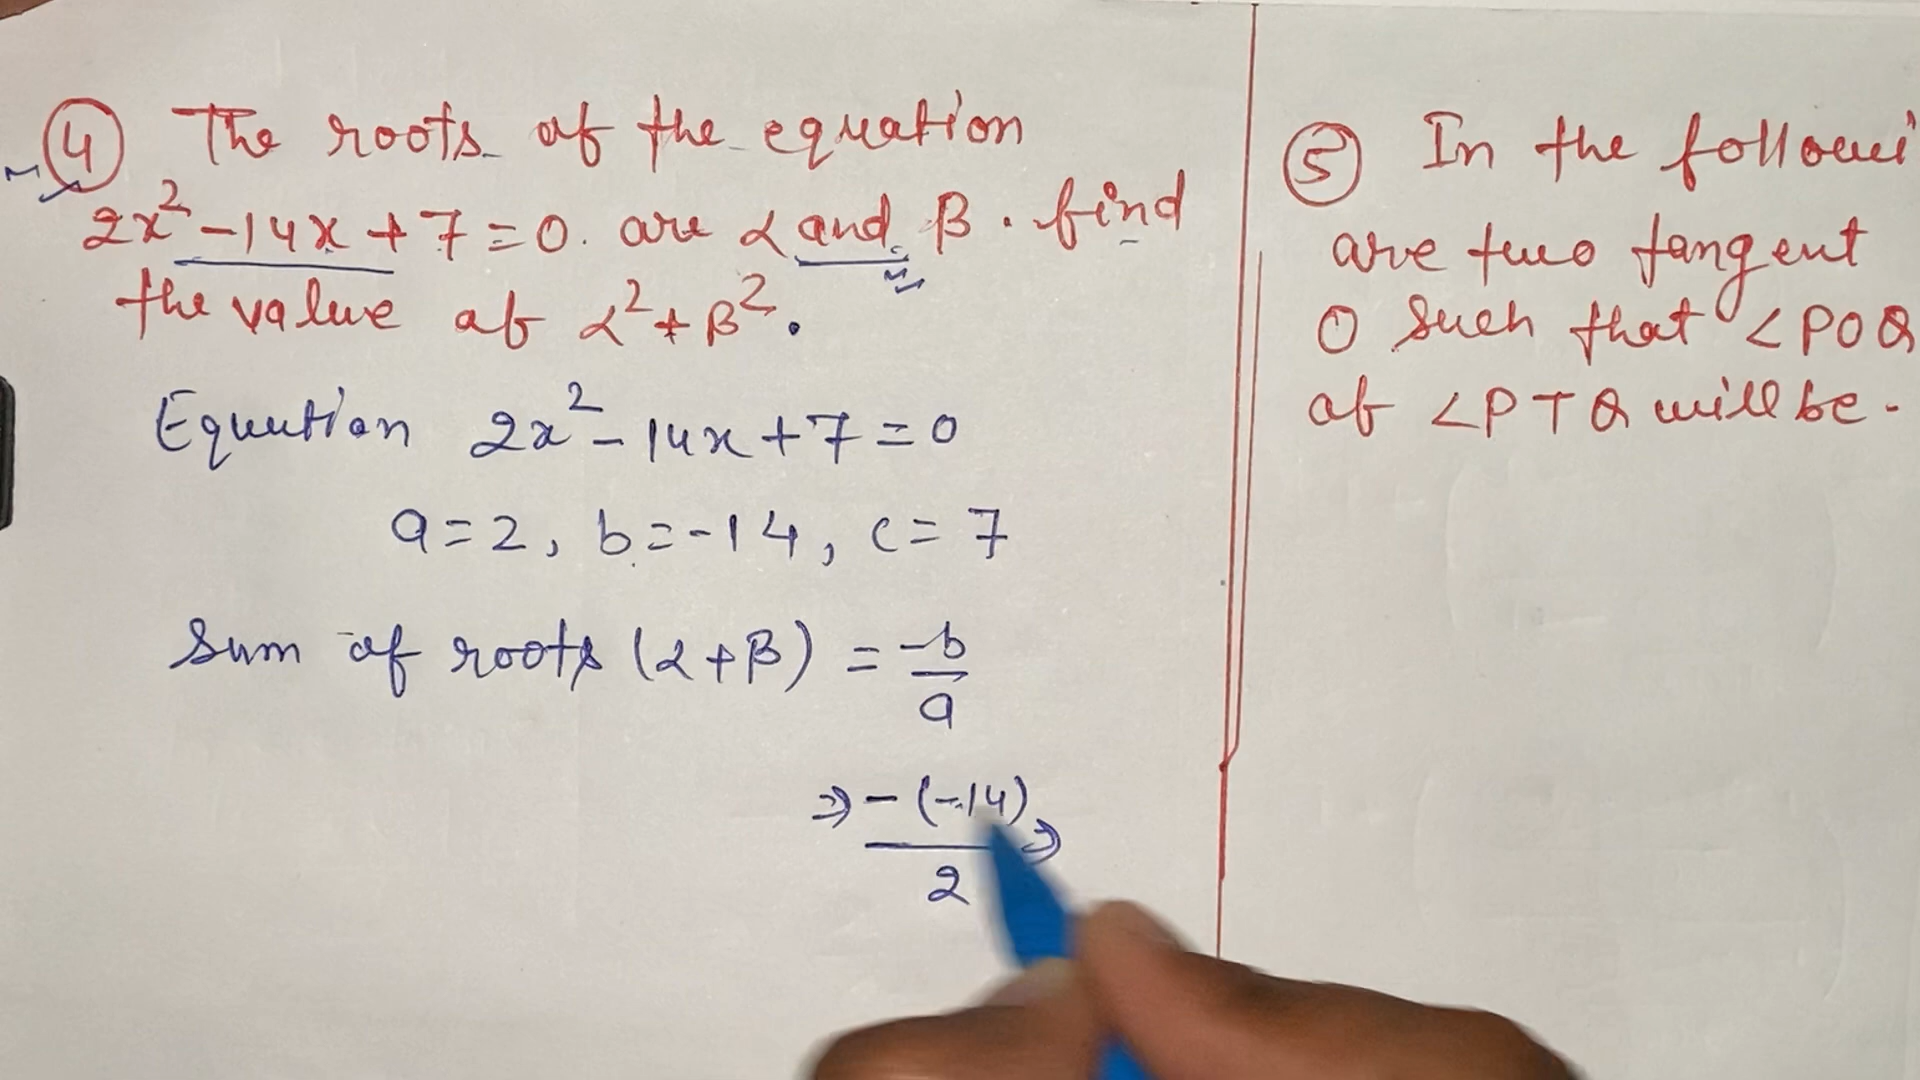 ④ The roots of the equation
2x² - 14x + 7 = 0. are α and β. find
the value of α² + β².
Equation 2x² - 14x + 7 = 0
a = 2, b = -14, c = 7
Sum of roots (α + β) = -b/a
⇒ -(-14)/2 ⇒
⑤ In the followi
are two tangent
O such that ∠POQ
of ∠PTQ will be.